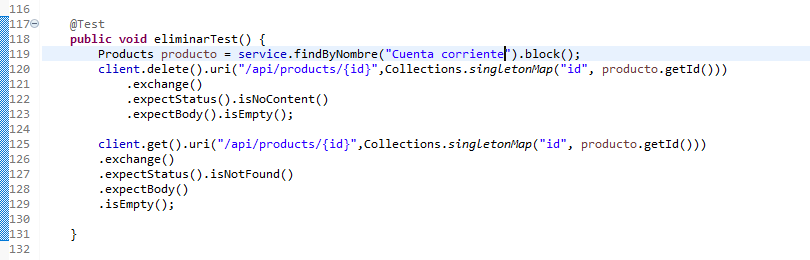 116
117 @Test
118 public void eliminarTest() {
119 Products producto = service.findByNombre("Cuenta corriente").block();
120 client.delete().uri("/api/products/{id}",Collections.singletonMap("id", producto.getId()))
121 .exchange()
122 .expectStatus().isNoContent()
123 .expectBody().isEmpty();
124
125 client.get().uri("/api/products/{id}",Collections.singletonMap("id", producto.getId()))
126 .exchange()
127 .expectStatus().isNotFound()
128 .expectBody()
129 .isEmpty();
130
131 }
132